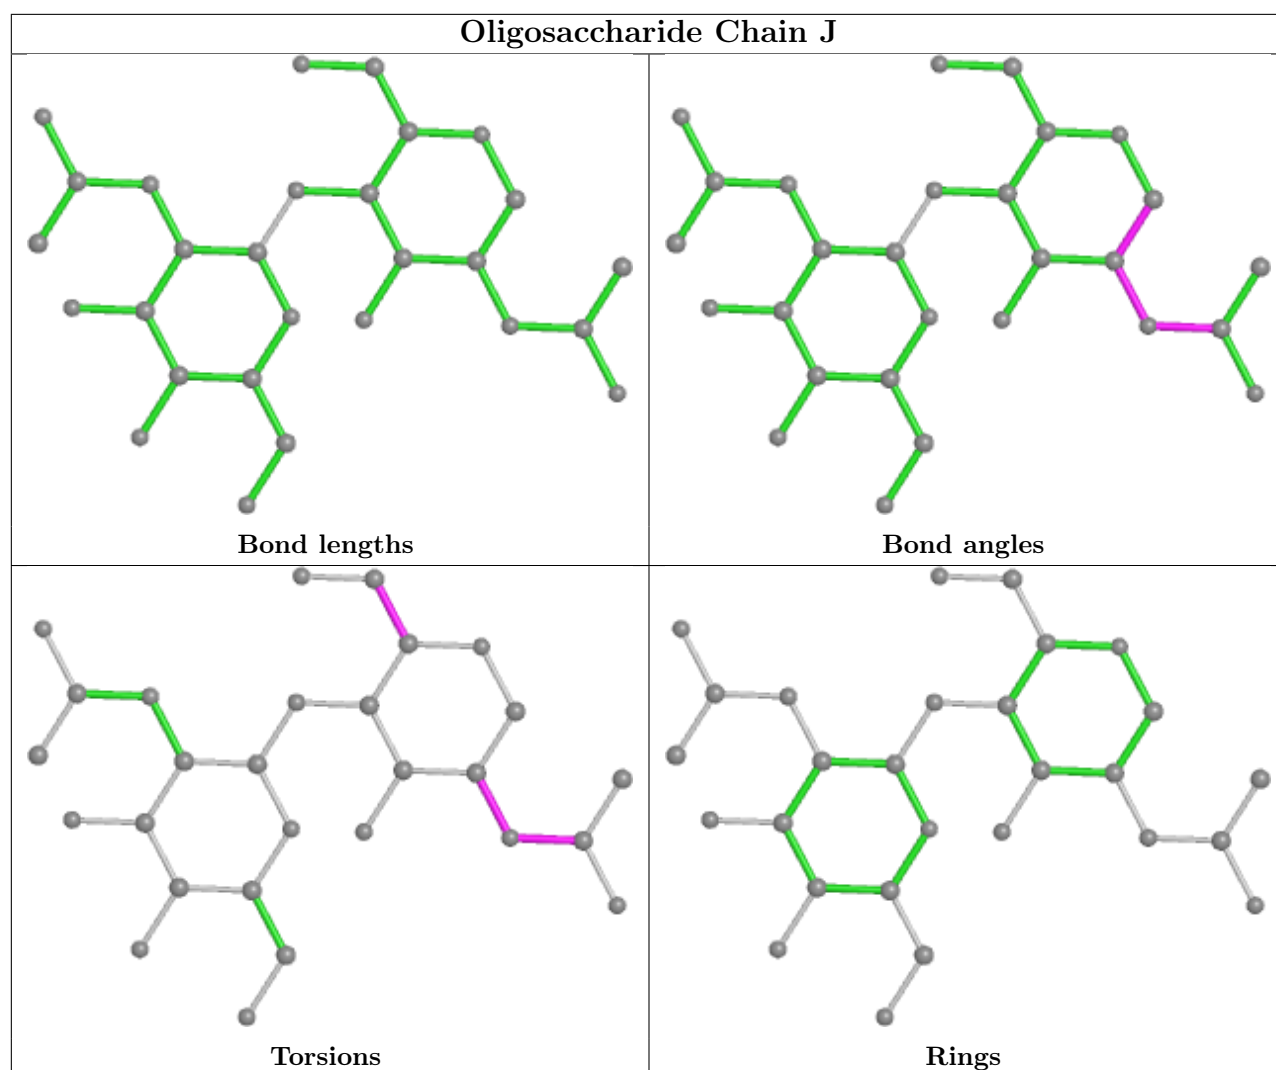 Oligosaccharide Chain J
Bond lengths
Bond angles
Torsions
Rings